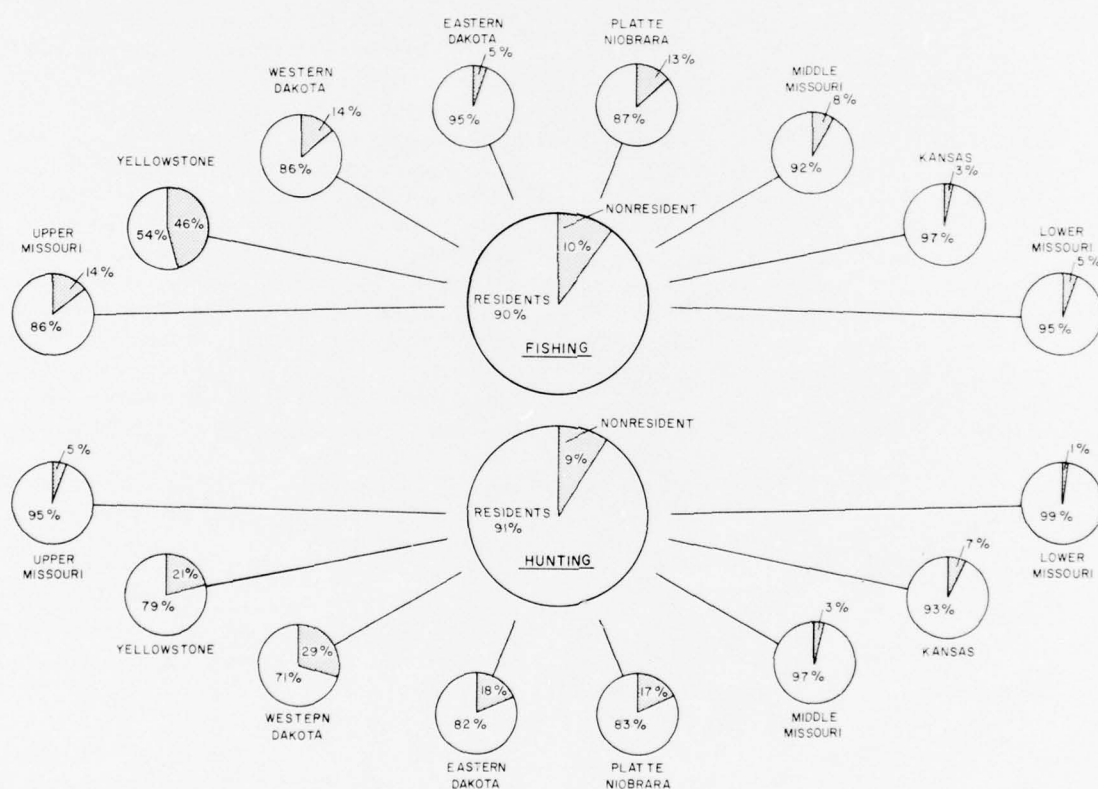 EASTERN
DAKOTA
5%
95%
PLATTE
NIOBRARA
13%
87%
WESTERN
DAKOTA
14%
86%
MIDDLE
MISSOURI
8%
92%
YELLOWSTONE
46%
54%
KANSAS
3%
97%
UPPER
MISSOURI
14%
86%
LOWER
MISSOURI
5%
95%
NONRESIDENT
10%
RESIDENTS
90%
FISHING
NONRESIDENT
9%
RESIDENTS
91%
HUNTING
5%
95%
UPPER
MISSOURI
1%
99%
LOWER
MISSOURI
21%
79%
YELLOWSTONE
7%
93%
KANSAS
29%
71%
WESTERN
DAKOTA
3%
97%
MIDDLE
MISSOURI
18%
82%
EASTERN
DAKOTA
17%
83%
PLATTE
NIOBRARA